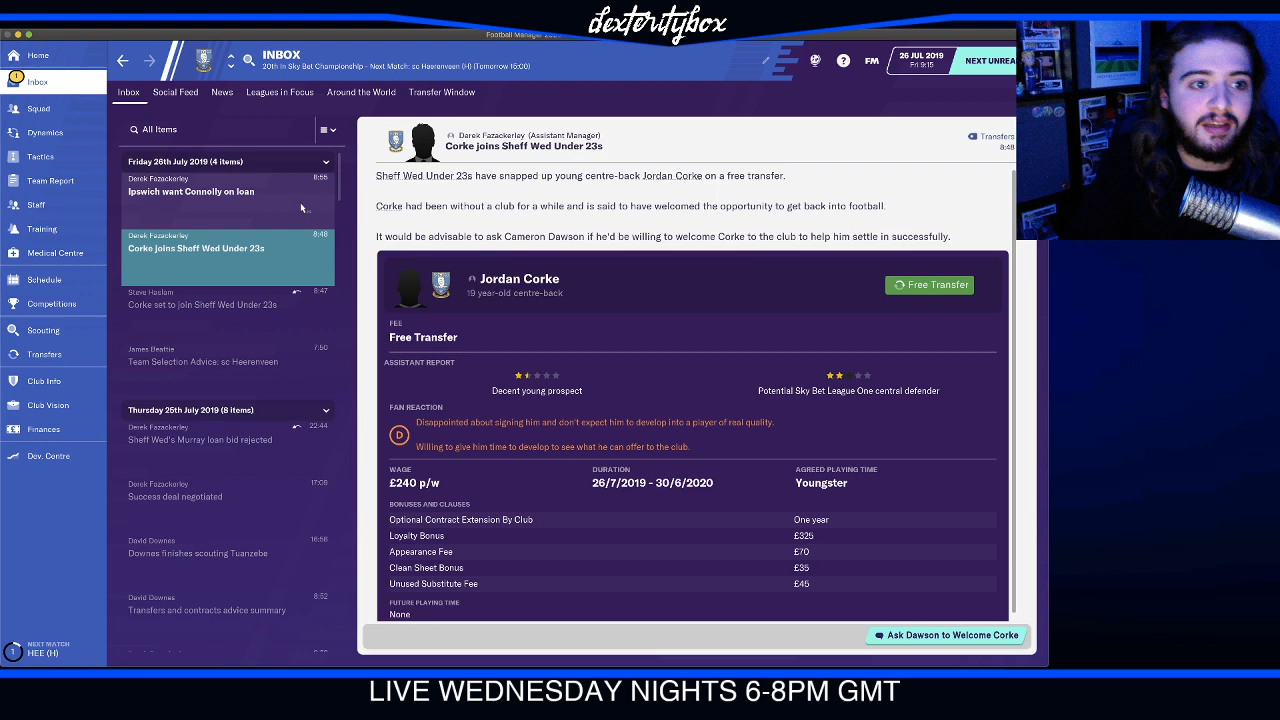 dexteritybox
Football Manager 20
Home
INBOX
20th In Sky Bet Championship - Next Match: sc Heerenveen (H) (Tomorrow 15:00)
FM
26 JUL 2019
Fri 9:15
NEXT UNREA
1
Inbox
Squad
Dynamics
Tactics
Team Report
Staff
Training
Medical Centre
Schedule
Competitions
Scouting
Transfers
Club Info
Club Vision
Finances
Dev. Centre
1
NEXT MATCH
HEE (H)
Inbox
Social Feed
News
Leagues in Focus
Around the World
Transfer Window
All Items
Friday 26th July 2019 (4 items)
Derek Fazackerley
8:55
Ipswich want Connolly on loan
Derek Fazackerley
8:48
Corke joins Sheff Wed Under 23s
Steve Haslam
8:47
Corke set to join Sheff Wed Under 23s
James Beattie
7:50
Team Selection Advice: sc Heerenveen
Thursday 25th July 2019 (8 items)
Derek Fazackerley
22:44
Sheff Wed's Murray loan bid rejected
Derek Fazackerley
17:09
Success deal negotiated
David Downes
16:58
Downes finishes scouting Tuanzebe
David Downes
8:52
Transfers and contracts advice summary
Derek Fazackerley (Assistant Manager)
Corke joins Sheff Wed Under 23s
Transfers
8:48
Sheff Wed Under 23s have snapped up young centre-back Jordan Corke on a free transfer.
Corke had been without a club for a while and is said to have welcomed the opportunity to get back into football.
It would be advisable to ask Cameron Dawson if he'd be willing to welcome Corke to the club to help him settle in successfully.
Jordan Corke
19 year-old centre-back
Free Transfer
FEE
Free Transfer
ASSISTANT REPORT
Decent young prospect
Potential Sky Bet League One central defender
FAN REACTION
D
Disappointed about signing him and don't expect him to develop into a player of real quality.
Willing to give him time to develop to see what he can offer to the club.
WAGE
DURATION
AGREED PLAYING TIME
£240 p/w
26/7/2019 - 30/6/2020
Youngster
BONUSES AND CLAUSES
Optional Contract Extension By Club
One year
Loyalty Bonus
£325
Appearance Fee
£70
Clean Sheet Bonus
£35
Unused Substitute Fee
£45
FUTURE PLAYING TIME
None
Ask Dawson to Welcome Corke
LIVE WEDNESDAY NIGHTS 6-8PM GMT